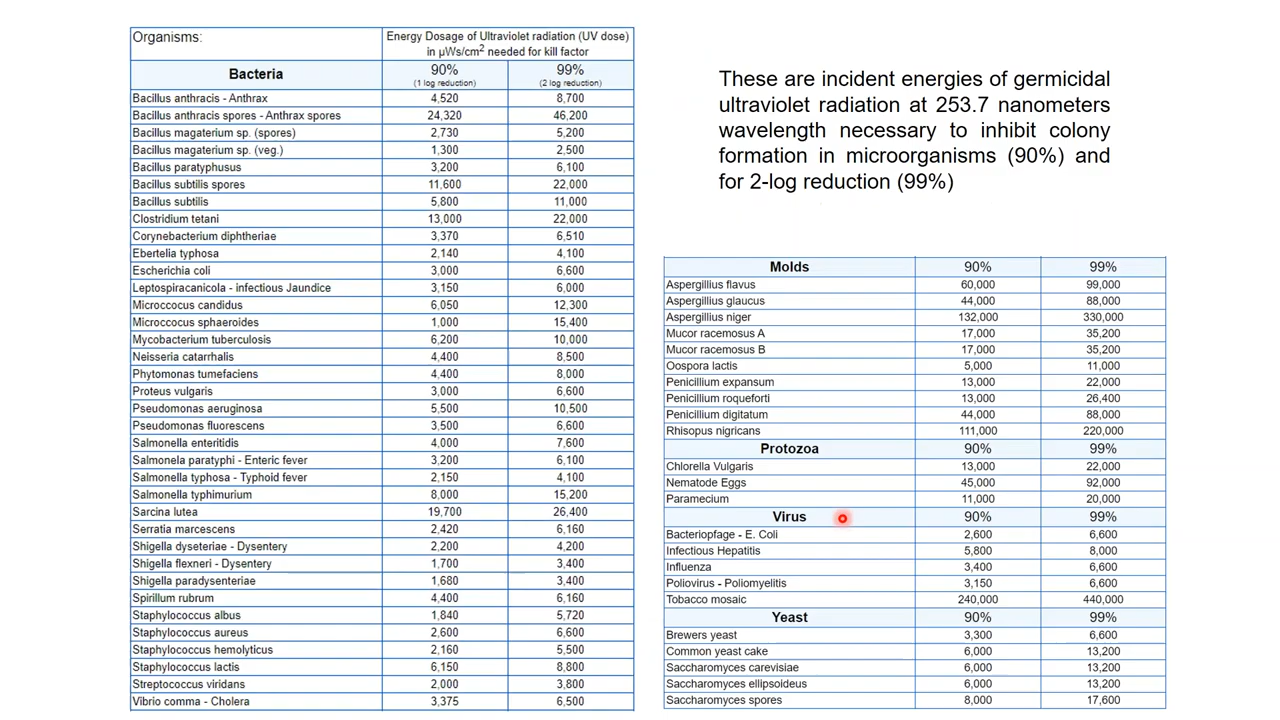 Organisms: Energy Dosage of Ultraviolet radiation (UV dose)
in µWs/cm2 needed for kill factor
Bacteria 90% 99%
(1 log reduction) (2 log reduction)
Bacillus anthracis - Anthrax 4,520 8,700
Bacillus anthracis spores - Anthrax spores 24,320 46,200
Bacillus magaterium sp. (spores) 2,730 5,200
Bacillus magaterium sp. (veg.) 1,300 2,500
Bacillus paratyphusus 3,200 6,100
Bacillus subtilis spores 11,600 22,000
Bacillus subtilis 5,800 11,000
Clostridium tetani 13,000 22,000
Corynebacterium diphtheriae 3,370 6,510
Ebertelia typhosa 2,140 4,100
Escherichia coli 3,000 6,600
Leptospiracanicola - infectious Jaundice 3,150 6,000
Micrococcus candidus 6,050 12,300
Micrococcus sphaeroides 1,000 15,400
Mycobacterium tuberculosis 6,200 10,000
Neisseria catarrhalis 4,400 8,500
Phytomonas tumefaciens 4,400 8,000
Proteus vulgaris 3,000 6,600
Pseudomonas aeruginosa 5,500 10,500
Pseudomonas fluorescens 3,500 6,600
Salmonella enteritidis 4,000 7,600
Salmonela paratyphi - Enteric fever 3,200 6,100
Salmonella typhosa - Typhoid fever 2,150 4,100
Salmonella typhimurium 8,000 15,200
Sarcina lutea 19,700 26,400
Serratia marcescens 2,420 6,160
Shigella dyseteriae - Dysentery 2,200 4,200
Shigella flexneri - Dysentery 1,700 3,400
Shigella paradysenteriae 1,680 3,400
Spirillum rubrum 4,400 6,160
Staphylococcus albus 1,840 5,720
Staphylococcus aureus 2,600 6,600
Staphylococcus hemolyticus 2,160 5,500
Staphylococcus lactis 6,150 8,800
Streptococcus viridans 2,000 3,800
Vibrio comma - Cholera 3,375 6,500
These are incident energies of germicidal
ultraviolet radiation at 253.7 nanometers
wavelength necessary to inhibit colony
formation in microorganisms (90%) and
for 2-log reduction (99%)
Molds 90% 99%
Aspergillius flavus 60,000 99,000
Aspergillius glaucus 44,000 88,000
Aspergillius niger 132,000 330,000
Mucor racemosus A 17,000 35,200
Mucor racemosus B 17,000 35,200
Oospora lactis 5,000 11,000
Penicillium expansum 13,000 22,000
Penicillium roqueforti 13,000 26,400
Penicillium digitatum 44,000 88,000
Rhisopus nigricans 111,000 220,000
Protozoa 90% 99%
Chlorella Vulgaris 13,000 22,000
Nematode Eggs 45,000 92,000
Paramecium 11,000 20,000
Virus 90% 99%
Bacteriopfage - E. Coli 2,600 6,600
Infectious Hepatitis 5,800 8,000
Influenza 3,400 6,600
Poliovirus - Poliomyelitis 3,150 6,600
Tobacco mosaic 240,000 440,000
Yeast 90% 99%
Brewers yeast 3,300 6,600
Common yeast cake 6,000 13,200
Saccharomyces carevisiae 6,000 13,200
Saccharomyces ellipsoideus 6,000 13,200
Saccharomyces spores 8,000 17,600